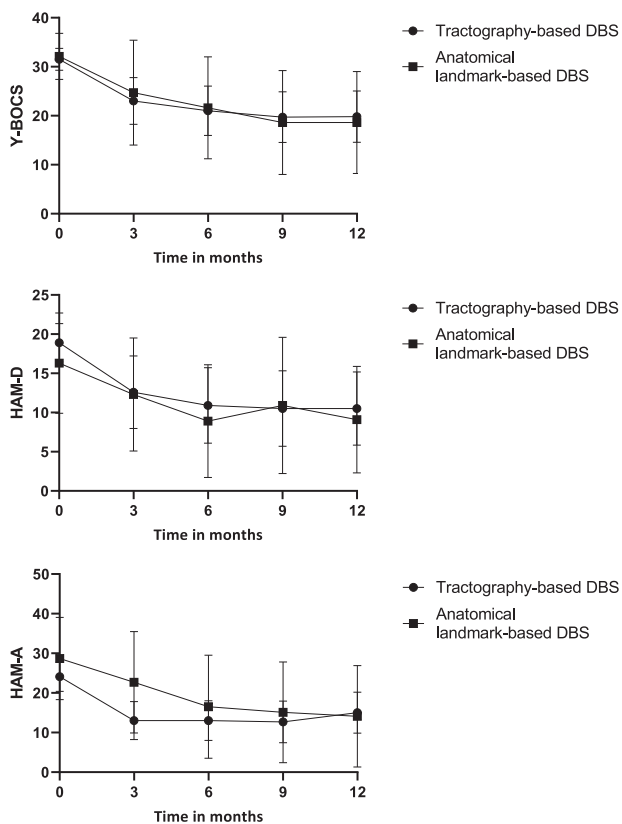 40
30
20
10
0
Y-BOCS
0 3 6 9 12
Time in months
Tractography-based DBS
Anatomical
landmark-based DBS
25
20
15
10
5
0
HAM-D
0 3 6 9 12
Time in months
Tractography-based DBS
Anatomical
landmark-based DBS
50
40
30
20
10
0
HAM-A
0 3 6 9 12
Time in months
Tractography-based DBS
Anatomical
landmark-based DBS